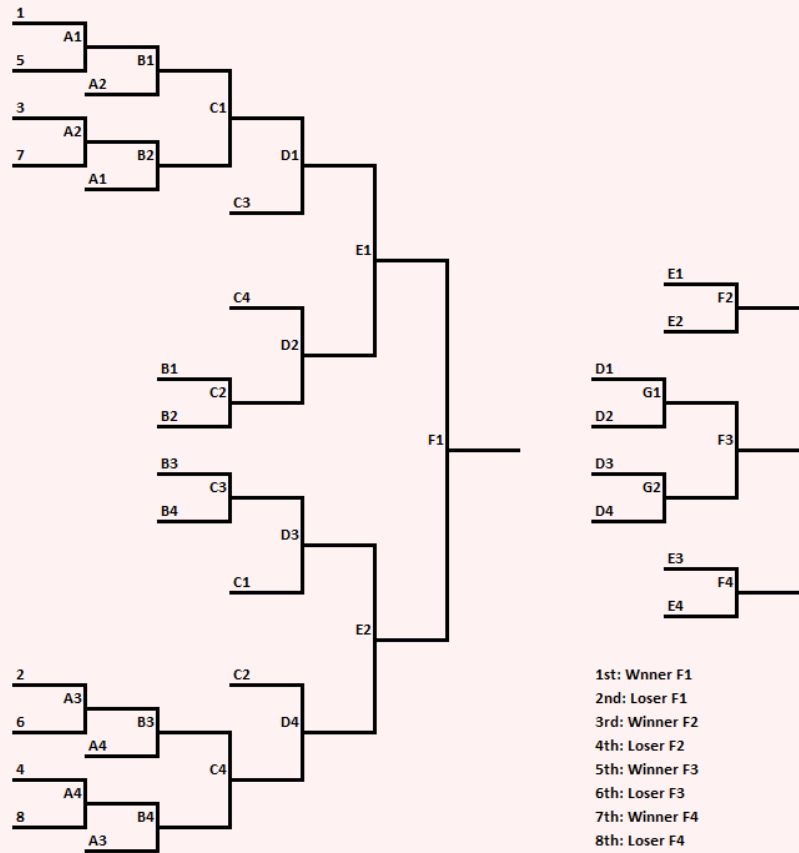 1
A1
5
B1
A2
C1
3
A2
7
B2
A1
D1
C3
E1
C4
D2
B1
C2
B2
F1
B3
C3
B4
D3
C1
E2
2
A3
6
B3
A4
C2
D4
C4
4
A4
8
B4
A3
E1
F2
E2
D1
G1
D2
F3
D3
G2
D4
E3
F4
E4
1st: Wnner F1
2nd: Loser F1
3rd: Winner F2
4th: Loser F2
5th: Winner F3
6th: Loser F3
7th: Winner F4
8th: Loser F4